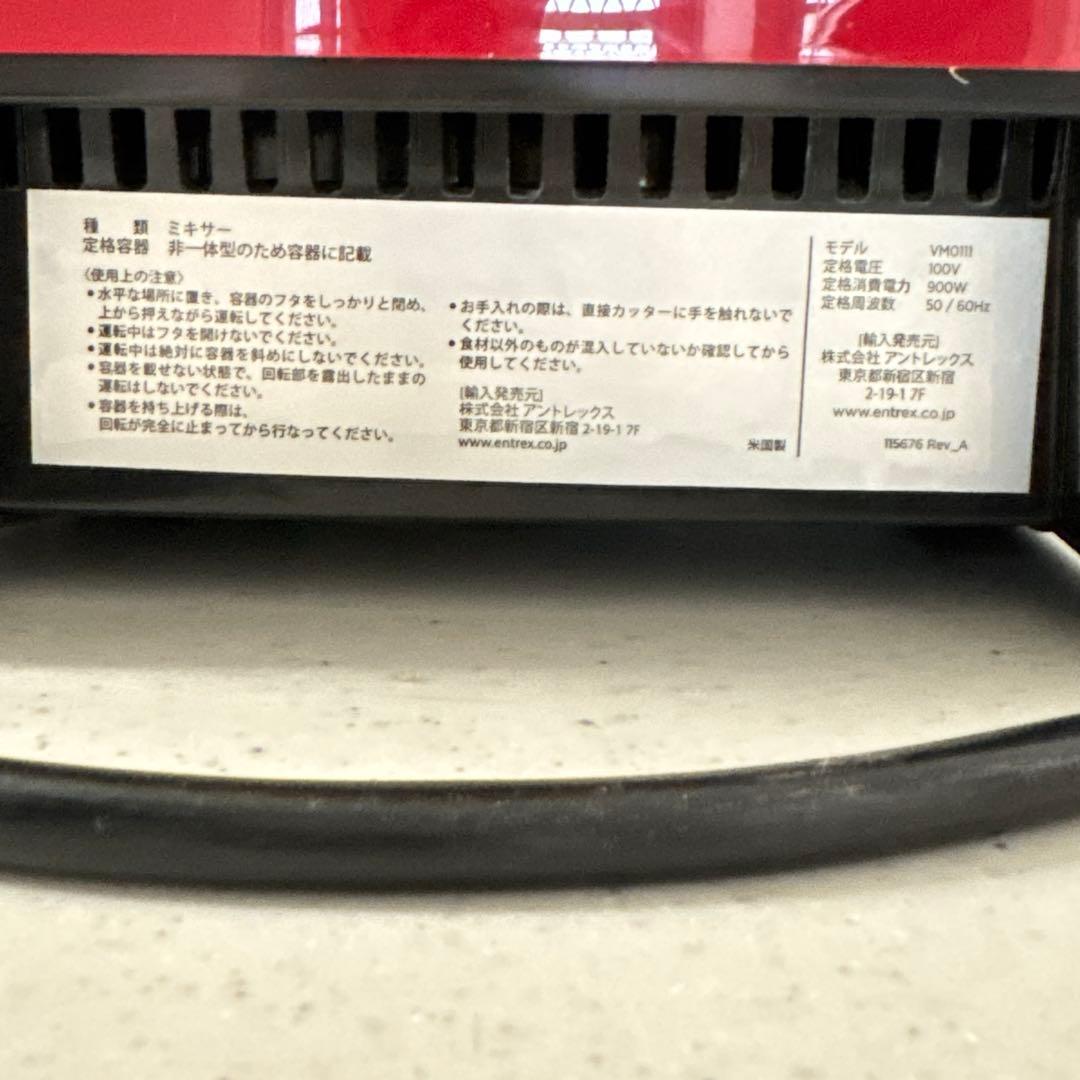 種　類　ミキサー
定格容器　非一体型のため容器に記載
〈使用上の注意〉
●水平な場所に置き、容器のフタをしっかりと閉め、
上から押えながら運転してください。
●運転中はフタを開けないでください。
●運転中は絶対に容器を斜めにしないでください。
●容器を載せない状態で、回転部を露出したままの
運転はしないでください。
●容器を持ち上げる際は、
回転が完全に止まってから行なってください。
●お手入れの際は、直接カッターに手を触れないで
ください。
●食材以外のものが混入していないか確認してから
使用してください。
[輸入発売元]
株式会社 アントレックス
東京都新宿区新宿 2-19-1 7F
www.entrex.co.jp
米国製
モデル　VM0111
定格電圧　100V
定格消費電力　900W
定格周波数　50 / 60Hz
[輸入発売元]
株式会社 アントレックス
東京都新宿区新宿
2-19-1 7F
www.entrex.co.jp
115676 Rev_A